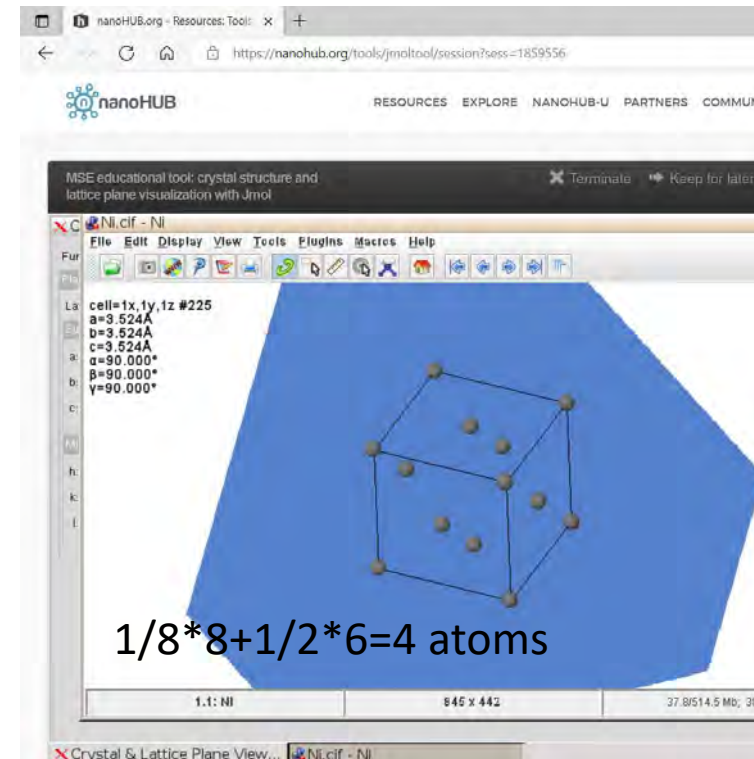 nanoHUB.org - Resources: Tool:
https://nanohub.org/tools/jmoltool/session?sess=1859556
nanoHUB
RESOURCES EXPLORE NANOHUB-U PARTNERS
MSE educational tool: crystal structure and
lattice plane visualization with Jmol
Terminate Keep for later
Ni.cif - Ni
File Edit Display View Tools Plugins Macros Help
cell=1x,1y,1z #225
a=3.524Å
b=3.524Å
c=3.524Å
α=90.000°
β=90.000°
γ=90.000°
a:
b:
c:
h:
k:
l:
1/8*8+1/2*6=4 atoms
1.1: Ni
845 x 442
37.8/514.5 Mb;
Crystal & Lattice Plane View...
Ni.cif - Ni